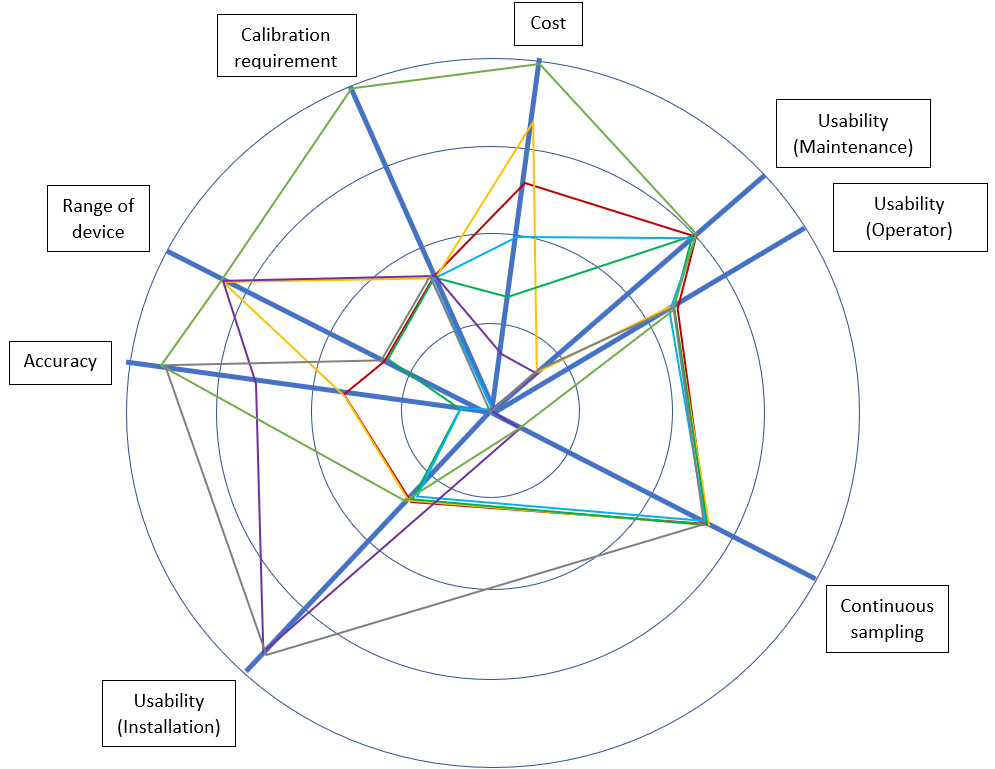 Cost
Calibration
requirement
Usability
(Maintenance)
Range of
device
Usability
(Operator)
Accuracy
Continuous
sampling
Usability
(Installation)